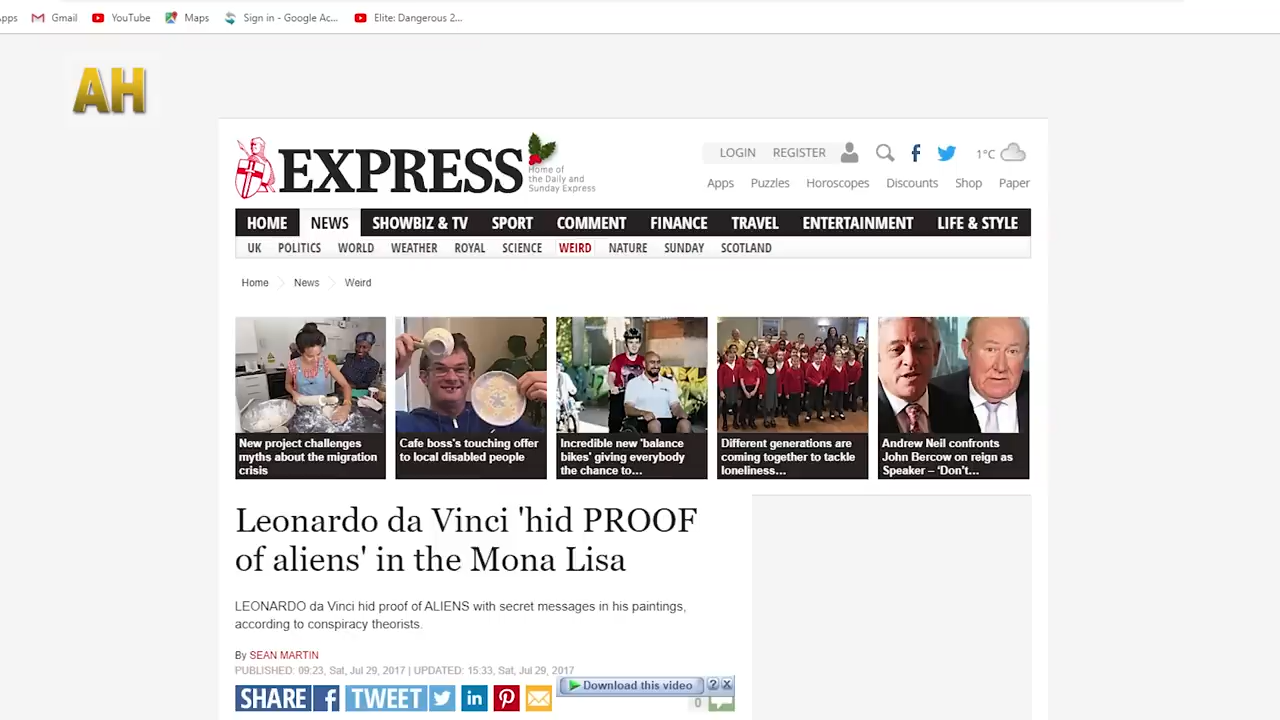 pps Gmail YouTube Maps Sign in - Google Ac... Elite: Dangerous 2...
AH
EXPRESS
Home of
the Daily and
Sunday Express
LOGIN REGISTER 1°C
Apps Puzzles Horoscopes Discounts Shop Paper
HOME NEWS SHOWBIZ & TV SPORT COMMENT FINANCE TRAVEL ENTERTAINMENT LIFE & STYLE
UK POLITICS WORLD WEATHER ROYAL SCIENCE WEIRD NATURE SUNDAY SCOTLAND
Home News Weird
New project challenges
myths about the migration
crisis
Cafe boss's touching offer
to local disabled people
Incredible new 'balance
bikes' giving everybody
the chance to...
Different generations are
coming together to tackle
loneliness...
Andrew Neil confronts
John Bercow on reign as
Speaker – 'Don't...
Leonardo da Vinci 'hid PROOF
of aliens' in the Mona Lisa
LEONARDO da Vinci hid proof of ALIENS with secret messages in his paintings,
according to conspiracy theorists.
By SEAN MARTIN
PUBLISHED: 09:23, Sat, Jul 29, 2017 | UPDATED: 15:33, Sat, Jul 29, 2017
Download this video ? X
SHARE f TWEET in 0